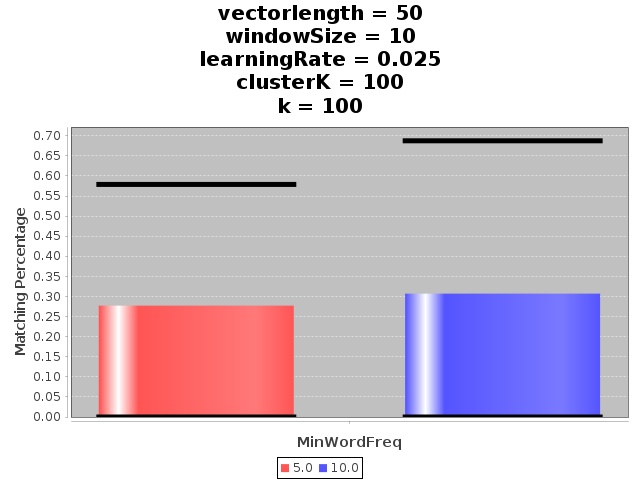 vectorlength = 50
windowSize = 10
learningRate = 0.025
clusterK = 100
k = 100
0.70
0.65
0.60
0.55
0.50
0.45
0.40
0.35
0.30
0.25
0.20
0.15
0.10
0.05
0.00
Matching Percentage
MinWordFreq
5.0 10.0